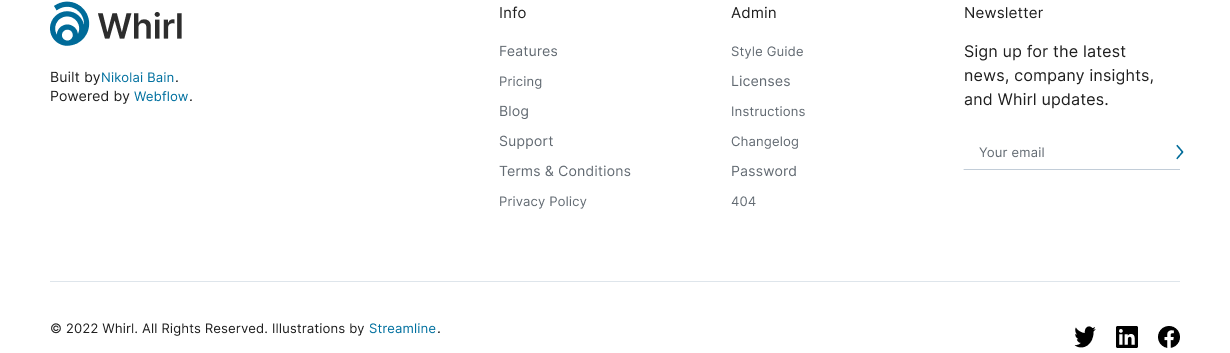 Whirl
Built byNikolai Bain.
Powered by Webflow.
Info
Features
Pricing
Blog
Support
Terms & Conditions
Privacy Policy
Admin
Style Guide
Licenses
Instructions
Changelog
Password
404
Newsletter
Sign up for the latest
news, company insights,
and Whirl updates.
Your email
© 2022 Whirl. All Rights Reserved. Illustrations by Streamline.